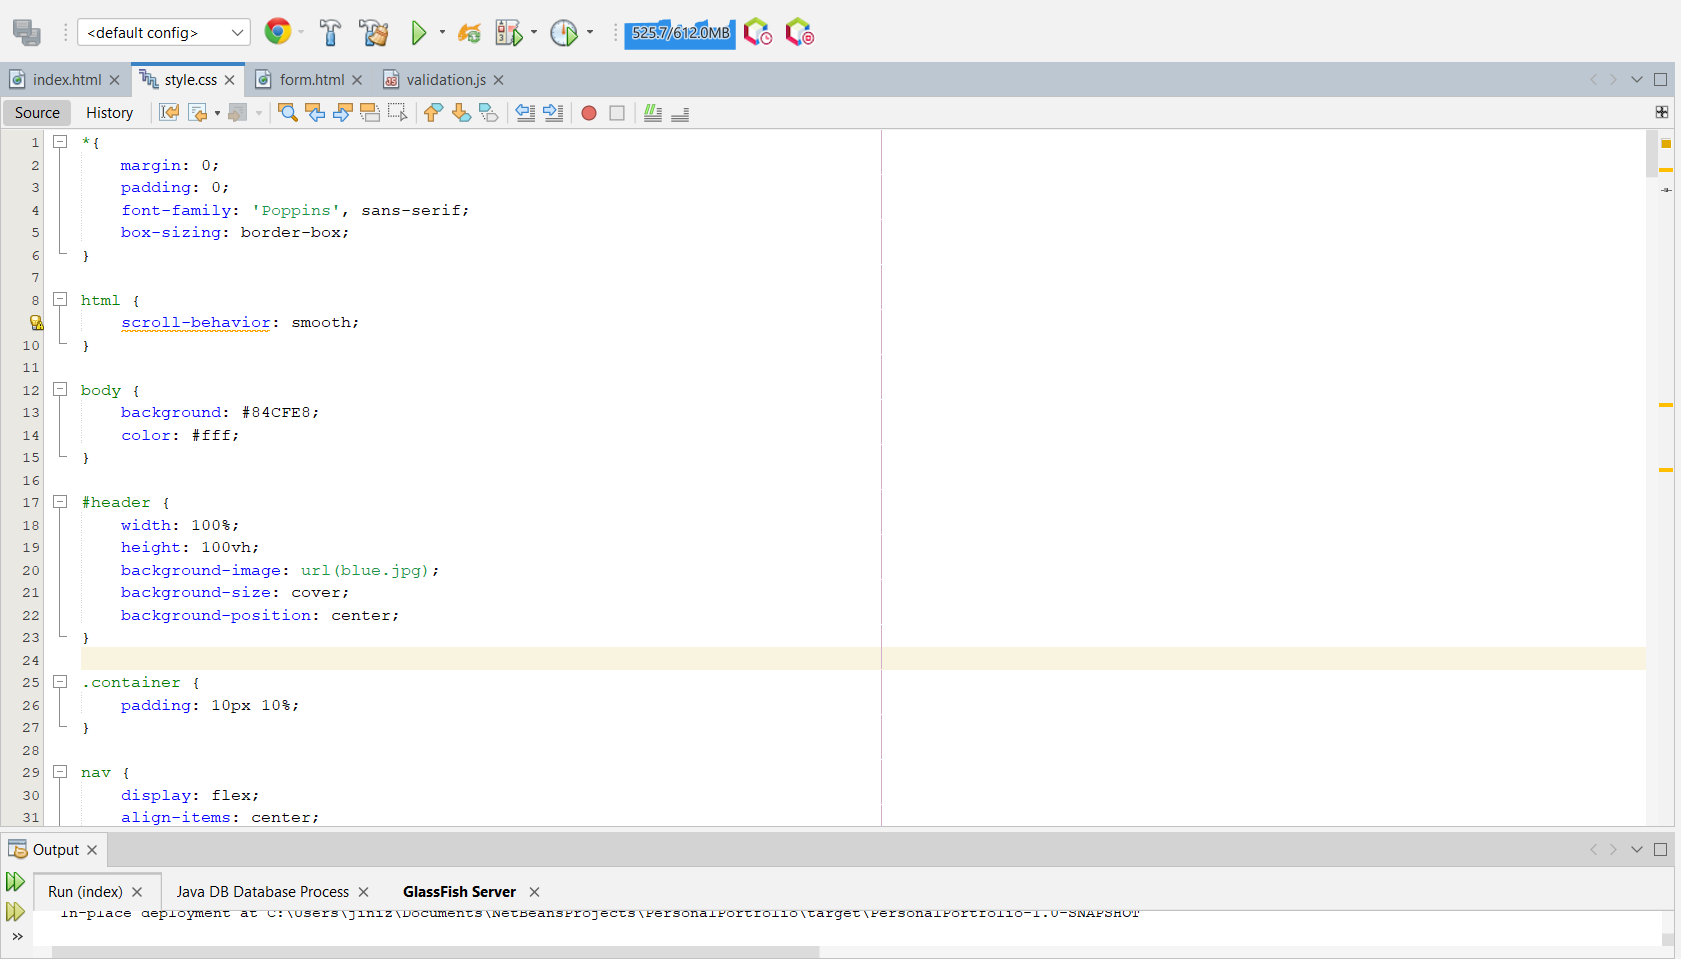 <default config>
525.7/612.0MB
index.html
style.css
form.html
validation.js
Source
History
1 *{
2 margin: 0;
3 padding: 0;
4 font-family: 'Poppins', sans-serif;
5 box-sizing: border-box;
6 }
7
8 html {
scroll-behavior: smooth;
10 }
11
12 body {
13 background: #84CFE8;
14 color: #fff;
15 }
16
17 #header {
18 width: 100%;
19 height: 100vh;
20 background-image: url(blue.jpg);
21 background-size: cover;
22 background-position: center;
23 }
24
25 .container {
26 padding: 10px 10%;
27 }
28
29 nav {
30 display: flex;
31 align-items: center;
Output
Run (index)
Java DB Database Process
GlassFish Server
In-place deployment at C:\Users\jiniz\Documents\NetBeansProjects\PersonalPortfolio\target\PersonalPortfolio-1.0-SNAPSHOT